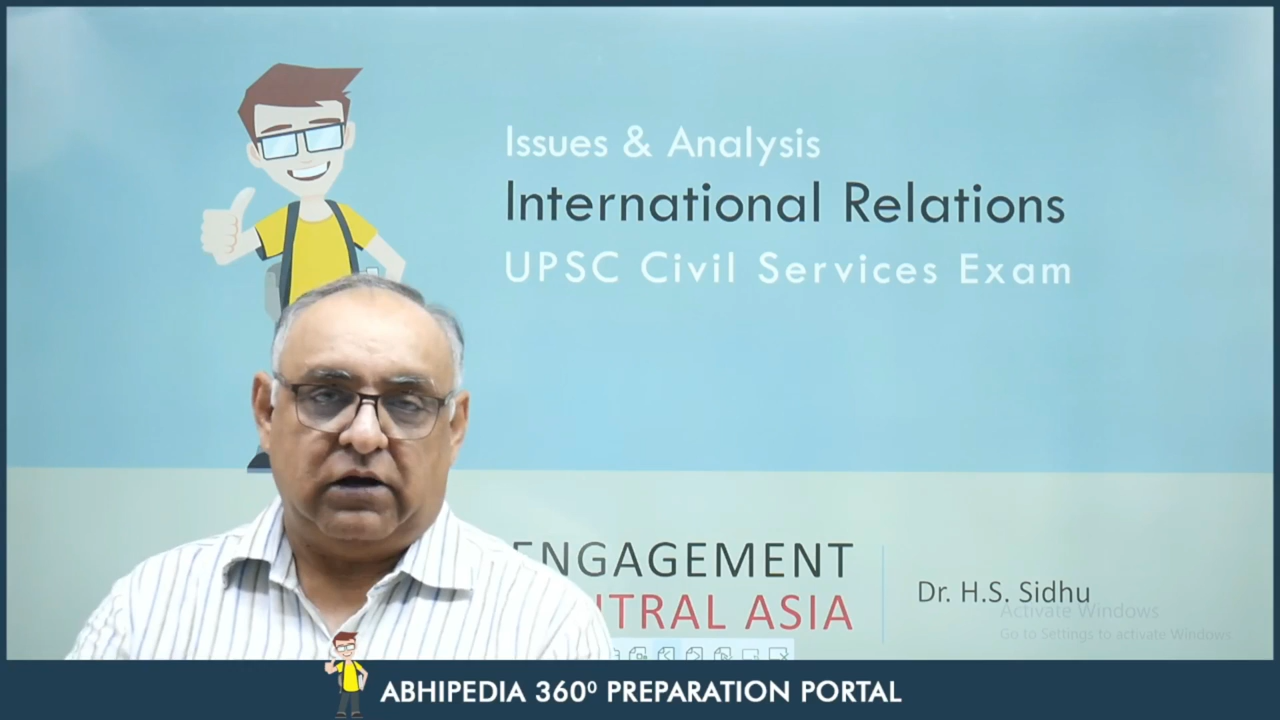 Issues & Analysis
International Relations
UPSC Civil Services Exam
ENGAGEMENT
NTRAL ASIA
Dr. H.S. Sidhu
Activate Windows
Go to Settings to activate Windows
ABHIPEDIA 360⁰ PREPARATION PORTAL